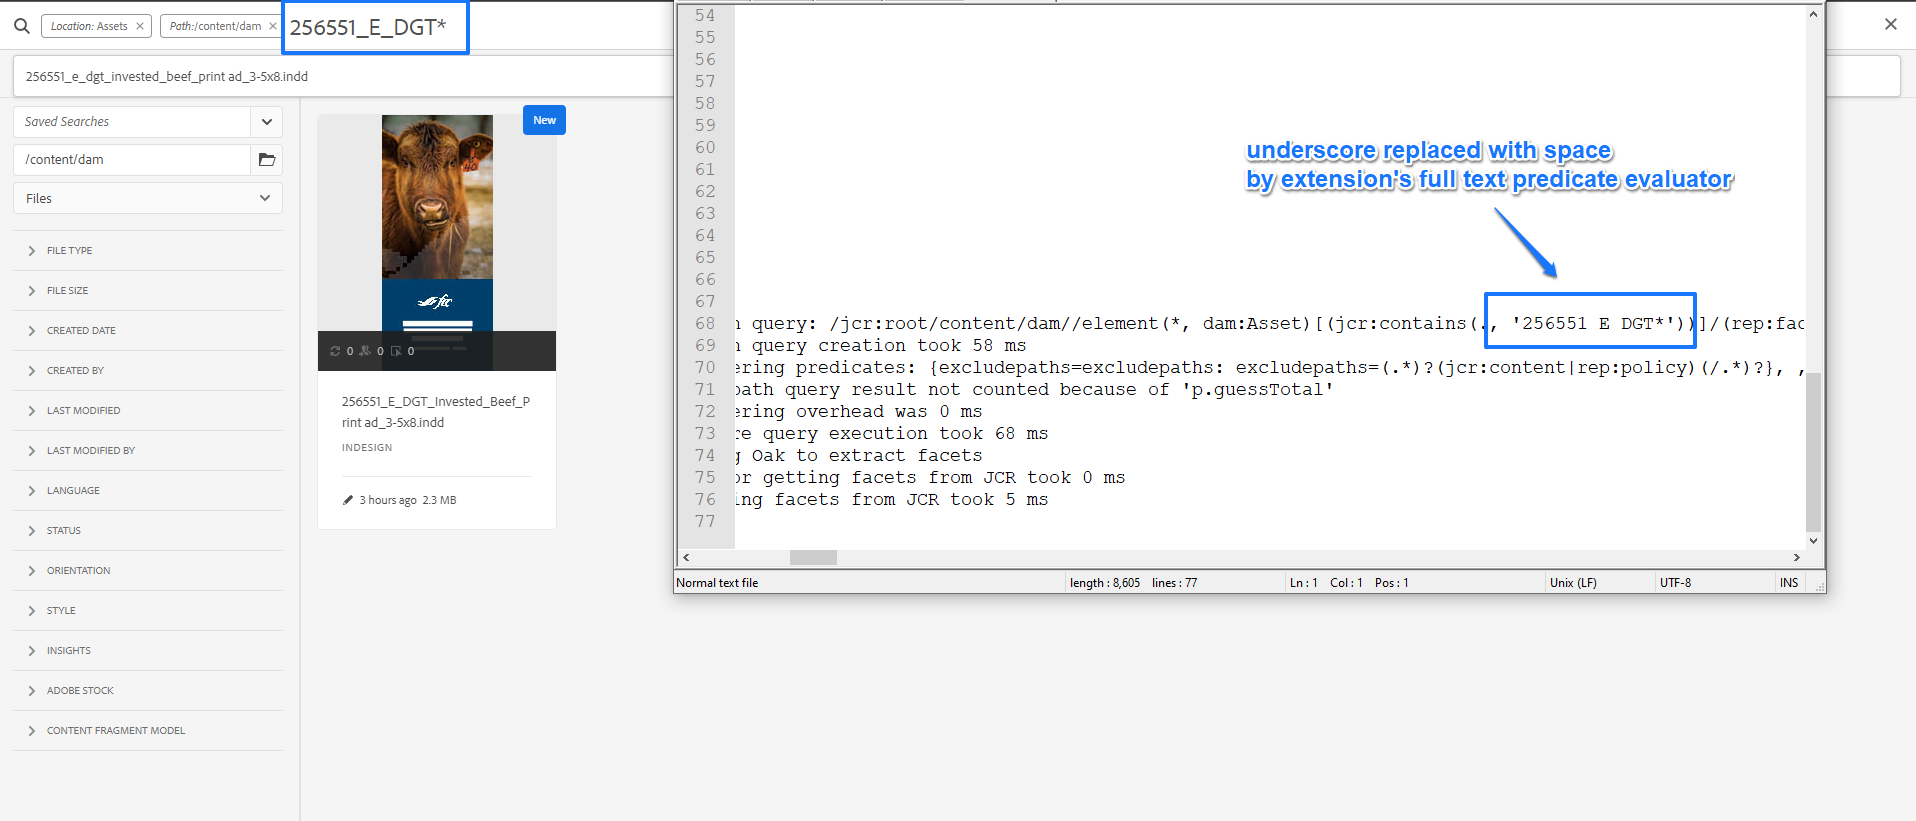 Location: Assets ×
Path:/content/dam ×
256551_E_DGT*
256551_e_dgt_invested_beef_print ad_3-5x8.indd
Saved Searches
/content/dam
Files
FILE TYPE
FILE SIZE
CREATED DATE
CREATED BY
LAST MODIFIED
LAST MODIFIED BY
LANGUAGE
STATUS
ORIENTATION
STYLE
INSIGHTS
ADOBE STOCK
CONTENT FRAGMENT MODEL
New
fcc
0 0 0
256551_E_DGT_Invested_Beef_P
rint ad_3-5x8.indd
INDESIGN
3 hours ago 2.3 MB
54
55
56
57
58
59
60
61
62
63
64
65
66
67
68 n query: /jcr:root/content/dam//element(*, dam:Asset)[(jcr:contains(., '256551 E DGT*'))]/(rep:fac
69 n query creation took 58 ms
70 ering predicates: {excludepaths=excludepaths: excludepaths=(.*)?(jcr:content|rep:policy)(/.*)?}, ,
71 path query result not counted because of 'p.guessTotal'
72 ering overhead was 0 ms
73 re query execution took 68 ms
74 g Oak to extract facets
75 or getting facets from JCR took 0 ms
76 ing facets from JCR took 5 ms
77
underscore replaced with space
by extension's full text predicate evaluator
Normal text file length : 8,605 lines : 77 Ln : 1 Col : 1 Pos : 1 Unix (LF) UTF-8 INS